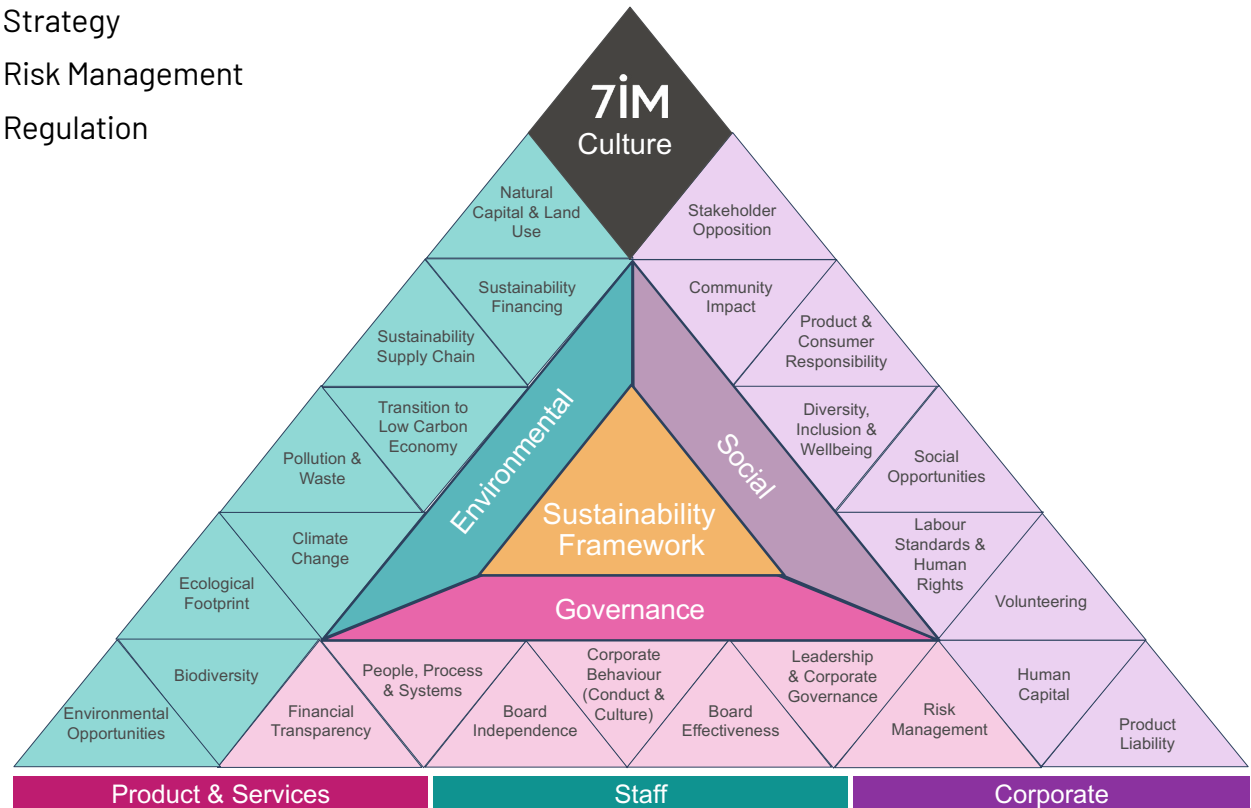 Strategy
Risk Management
Regulation
7iM
Culture
Natural
Capital & Land
Use
Stakeholder
Opposition
Sustainability
Financing
Community
Impact
Sustainability
Supply Chain
Product &
Consumer
Responsibility
Transition to
Low Carbon
Economy
Diversity,
Inclusion &
Wellbeing
Pollution &
Waste
Social
Opportunities
Environmental
Social
Sustainability
Framework
Climate
Change
Labour
Standards &
Human
Rights
Ecological
Footprint
Volunteering
Governance
Biodiversity
People, Process
& Systems
Corporate
Behaviour
(Conduct &
Culture)
Leadership
& Corporate
Governance
Human
Capital
Environmental
Opportunities
Financial
Transparency
Board
Independence
Board
Effectiveness
Risk
Management
Product
Liability
Product & Services
Staff
Corporate